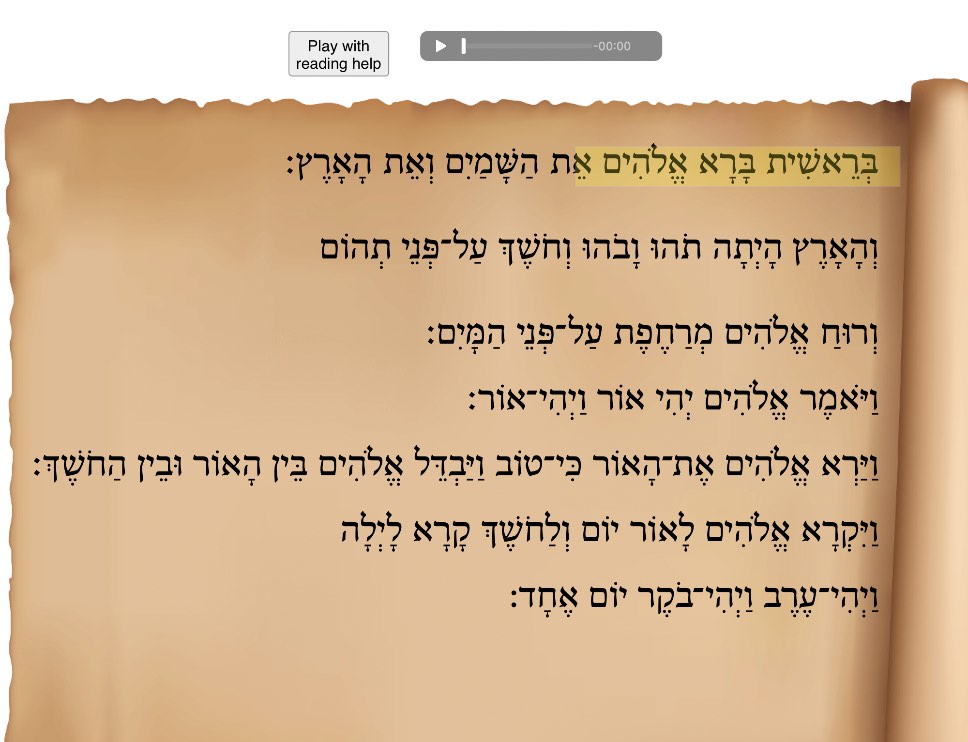 Play with
reading help
-00:00
בְּרֵאשִׁית בָּרָא אֱלֹהִים אֵת הַשָּׁמַיִם וְאֵת הָאָרֶץ:
וְהָאָרֶץ הָיְתָה תֹהוּ וָבֹהוּ וְחֹשֶׁךְ עַל־פְּנֵי תְהוֹם
וְרוּחַ אֱלֹהִים מְרַחֶפֶת עַל־פְּנֵי הַמָּיִם:
וַיֹּאמֶר אֱלֹהִים יְהִי אוֹר וַיְהִי־אוֹר:
וַיַּרְא אֱלֹהִים אֶת־הָאוֹר כִּי־טוֹב וַיַּבְדֵּל אֱלֹהִים בֵּין הָאוֹר וּבֵין הַחֹשֶׁךְ:
וַיִּקְרָא אֱלֹהִים לָאוֹר יוֹם וְלַחֹשֶׁךְ קָרָא לָיְלָה
וַיְהִי־עֶרֶב וַיְהִי־בֹקֶר יוֹם אֶחָד: